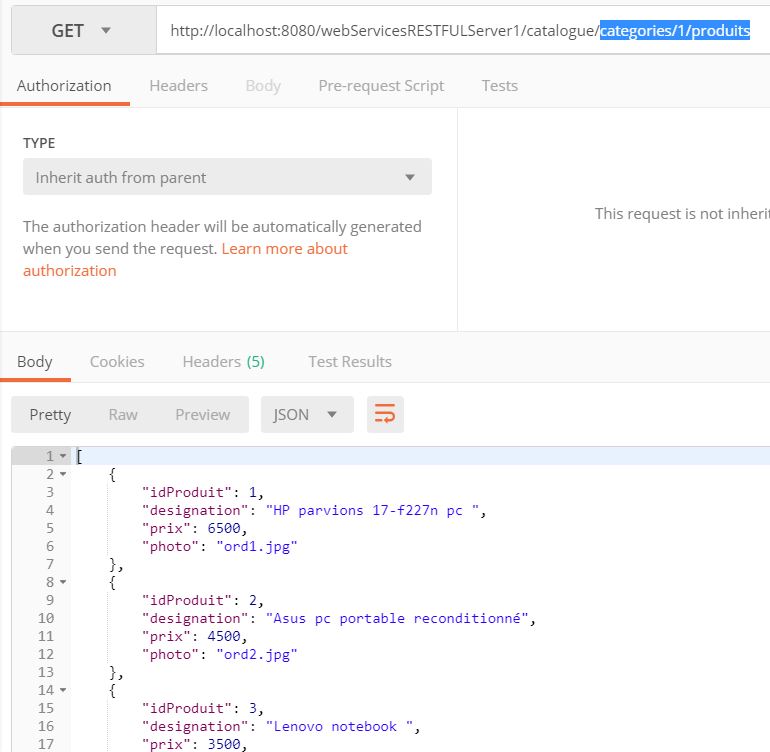 GET http://localhost:8080/webServicesRESTFULServer1/catalogue/categories/1/produits
Authorization Headers Body Pre-request Script Tests
TYPE
Inherit auth from parent
The authorization header will be automatically generated
when you send the request. Learn more about
authorization
This request is not inherit
Body Cookies Headers (5) Test Results
Pretty Raw Preview JSON
1 [
2 {
3 "idProduit": 1,
4 "designation": "HP parvions 17-f227n pc ",
5 "prix": 6500,
6 "photo": "ord1.jpg"
7 },
8 {
9 "idProduit": 2,
10 "designation": "Asus pc portable reconditionné",
11 "prix": 4500,
12 "photo": "ord2.jpg"
13 },
14 {
15 "idProduit": 3,
16 "designation": "Lenovo notebook ",
17 "prix": 3500,